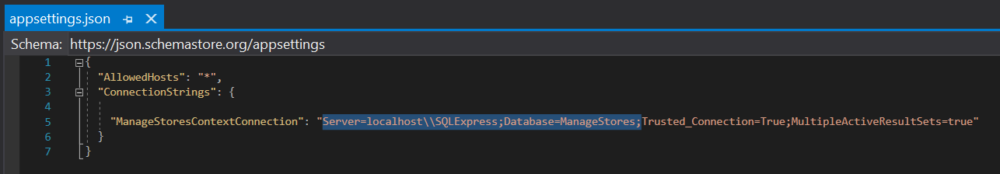 appsettings.json
Schema: https://json.schemastore.org/appsettings
1 {
2 "AllowedHosts": "*",
3 "ConnectionStrings": {
4
5 "ManageStoresContextConnection": "Server=localhost\\SQLExpress;Database=ManageStores;Trusted_Connection=True;MultipleActiveResultSets=true"
6 }
7 }